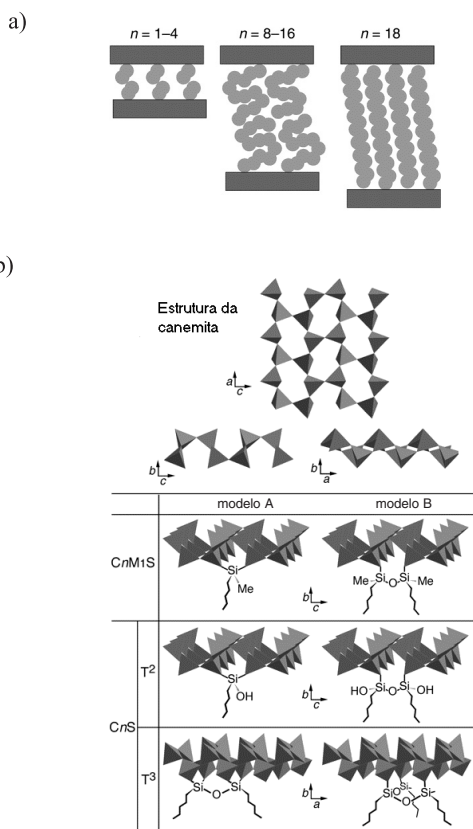 a)
n = 1–4 n = 8–16 n = 18
b)
Estrutura da
canemita
a
c
b
c
b
a
modelo A modelo B
CnM1S
Si
Me
b
c
Me Si O Si Me
CnS
T²
Si
OH
b
c
HO Si O Si OH
T³
Si O Si
b
a
Si O Si O Si